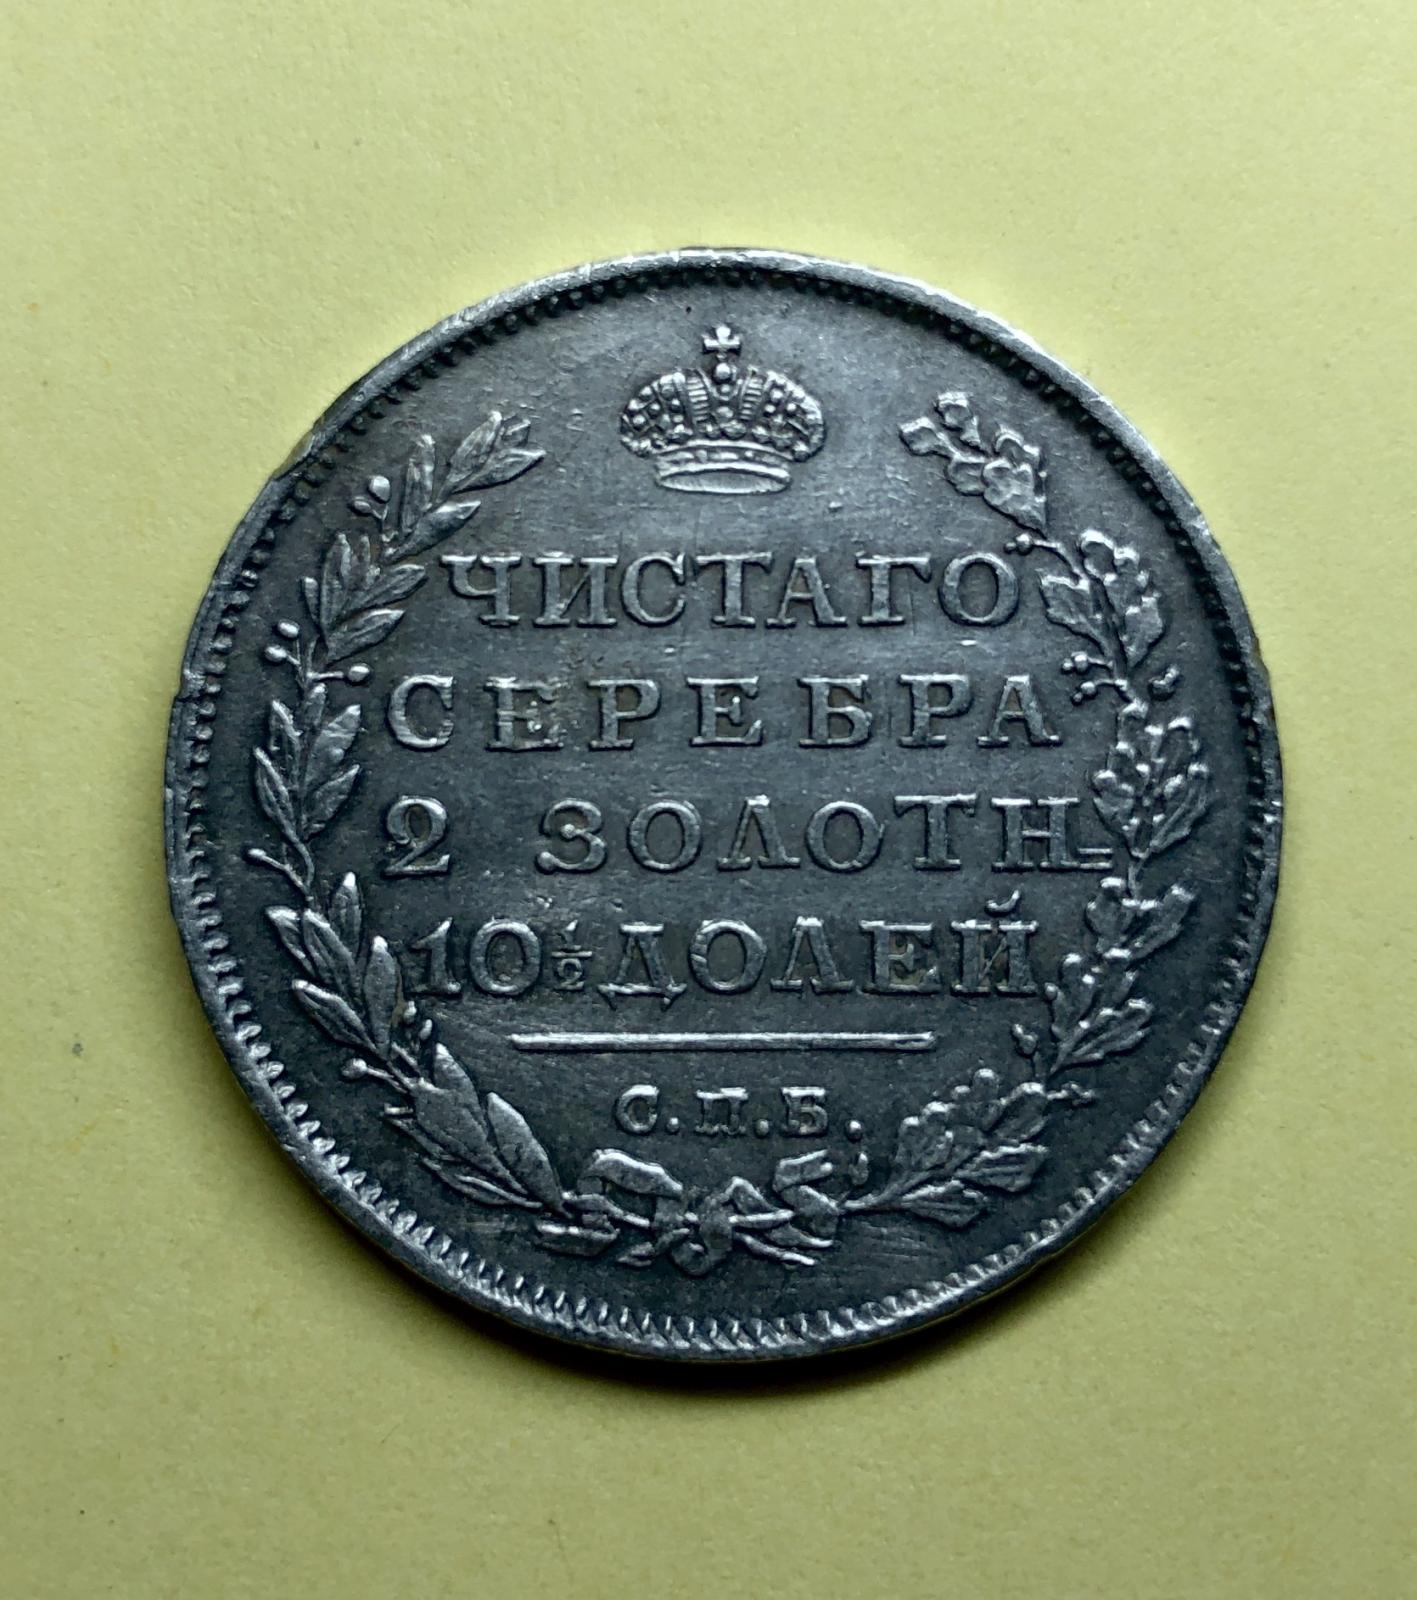 ЧИСТАГО
СЕРЕБРА
2 ЗОЛОТН=
10½ ДОЛЕЙ
С.П.Б.